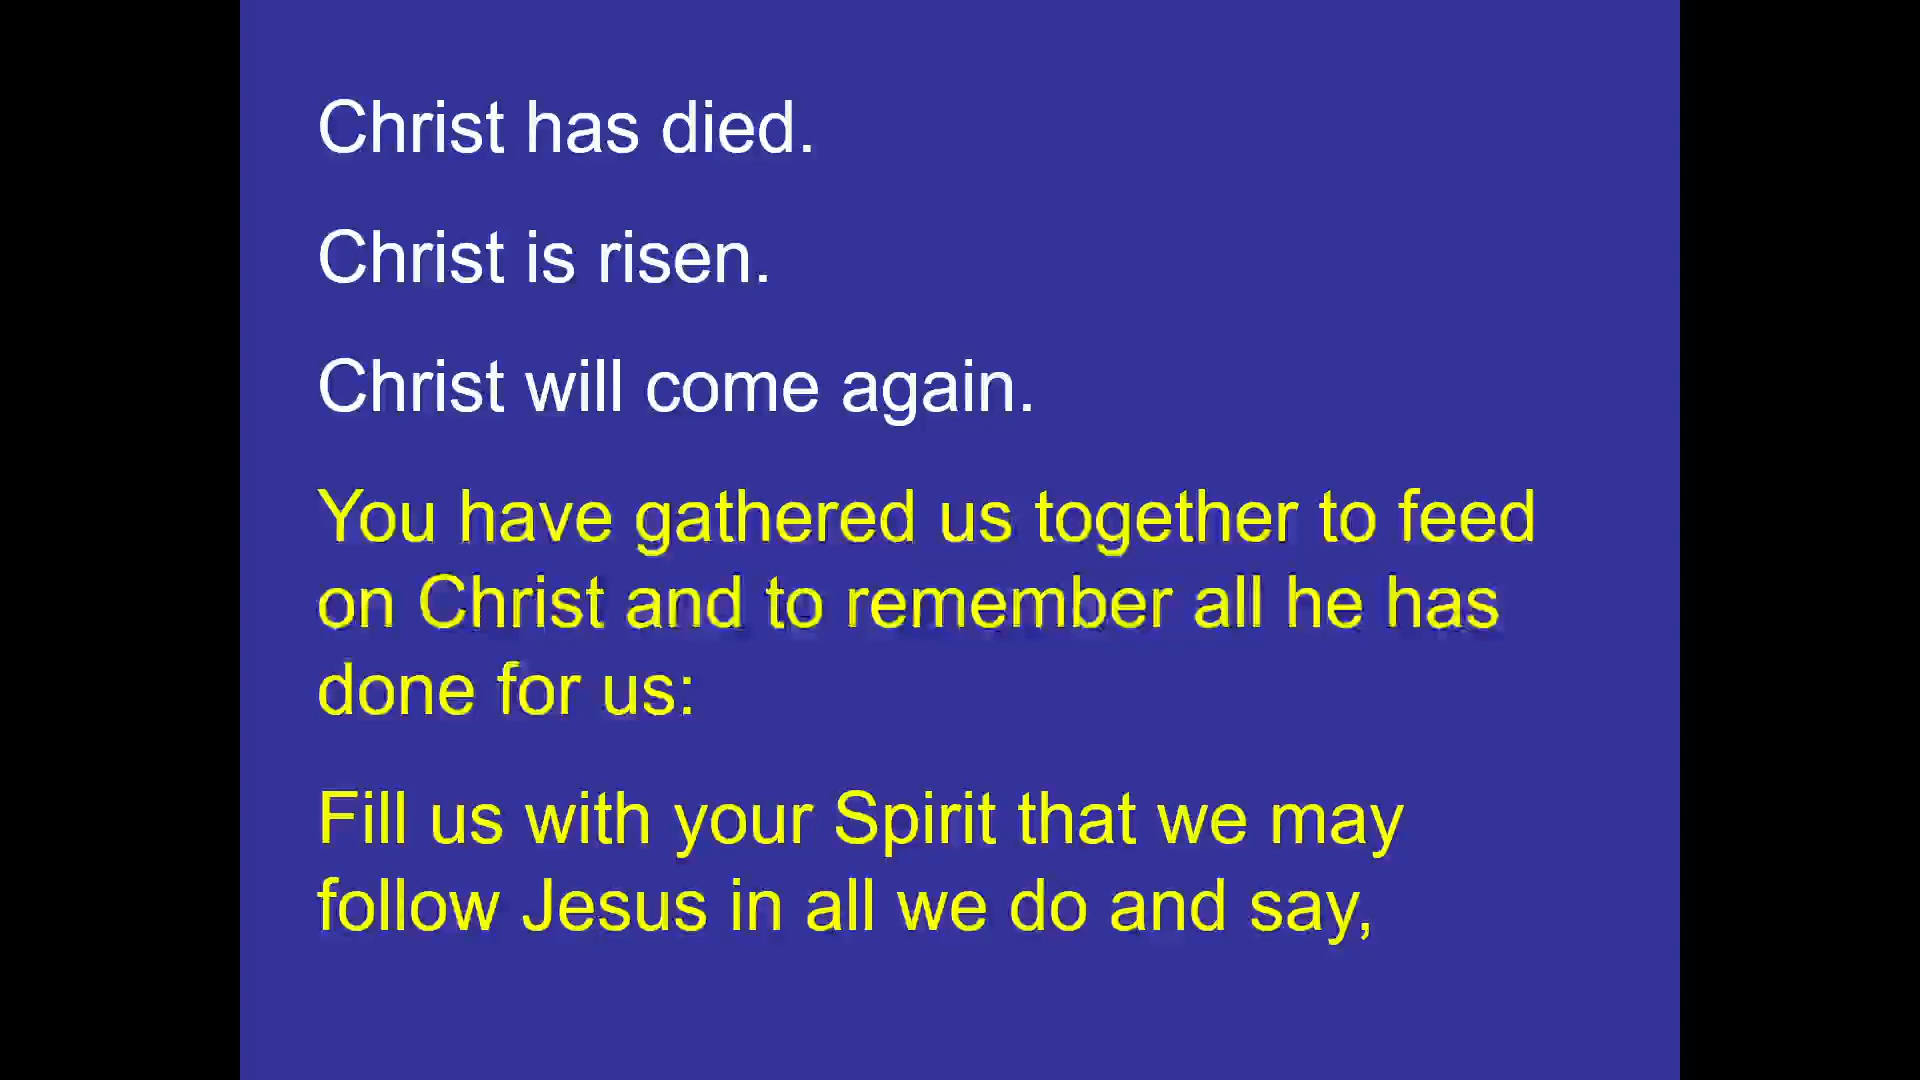 Christ has died.
Christ is risen.
Christ will come again.
You have gathered us together to feed
on Christ and to remember all he has
done for us:
Fill us with your Spirit that we may
follow Jesus in all we do and say,